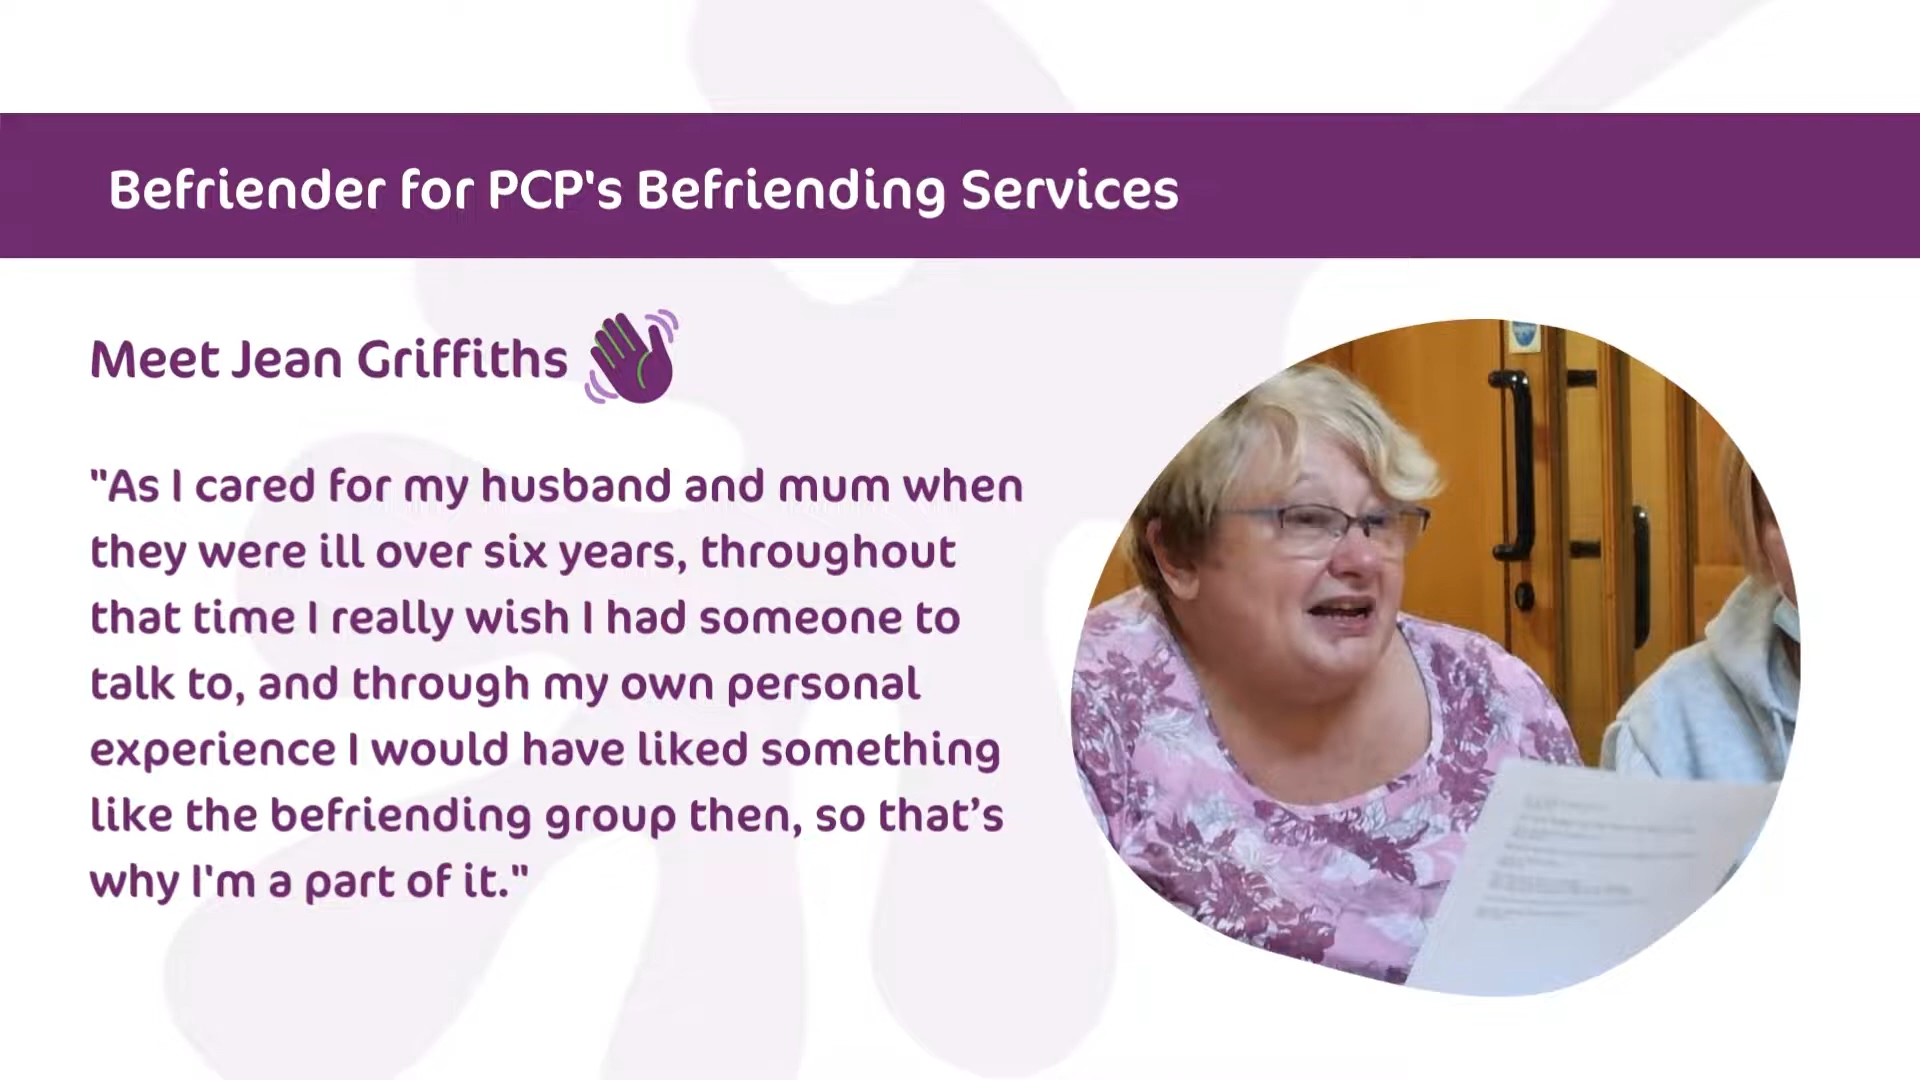 Befriender for PCP's Befriending Services
Meet Jean Griffiths
"As I cared for my husband and mum when
they were ill over six years, throughout
that time I really wish I had someone to
talk to, and through my own personal
experience I would have liked something
like the befriending group then, so that’s
why I'm a part of it."